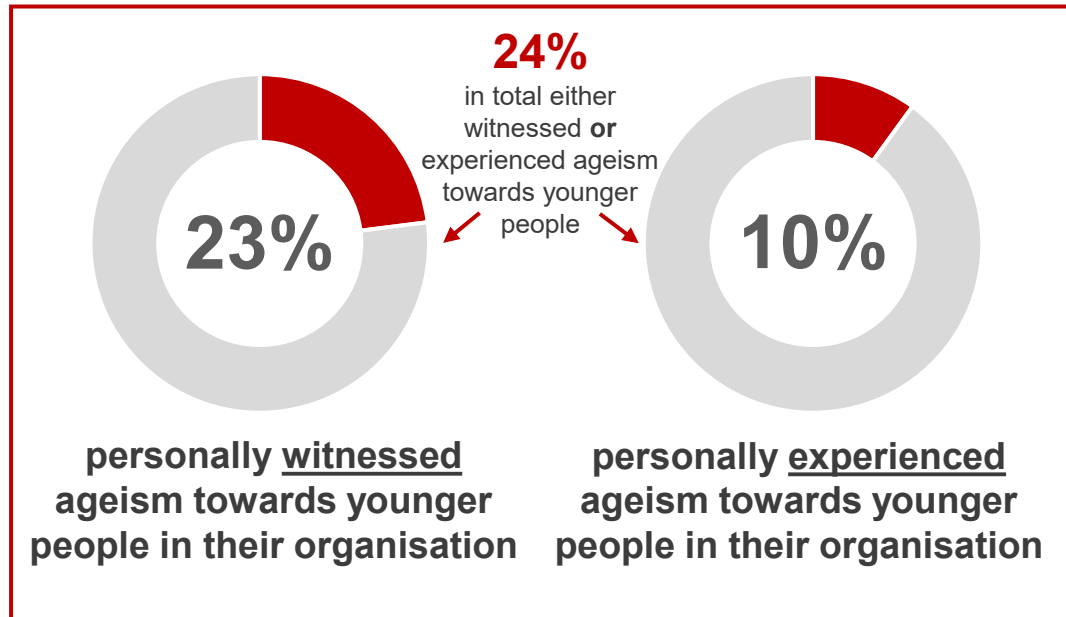 24%
in total either
witnessed or
experienced ageism
towards younger
people
23%
10%
personally witnessed
ageism towards younger
people in their organisation
personally experienced
ageism towards younger
people in their organisation